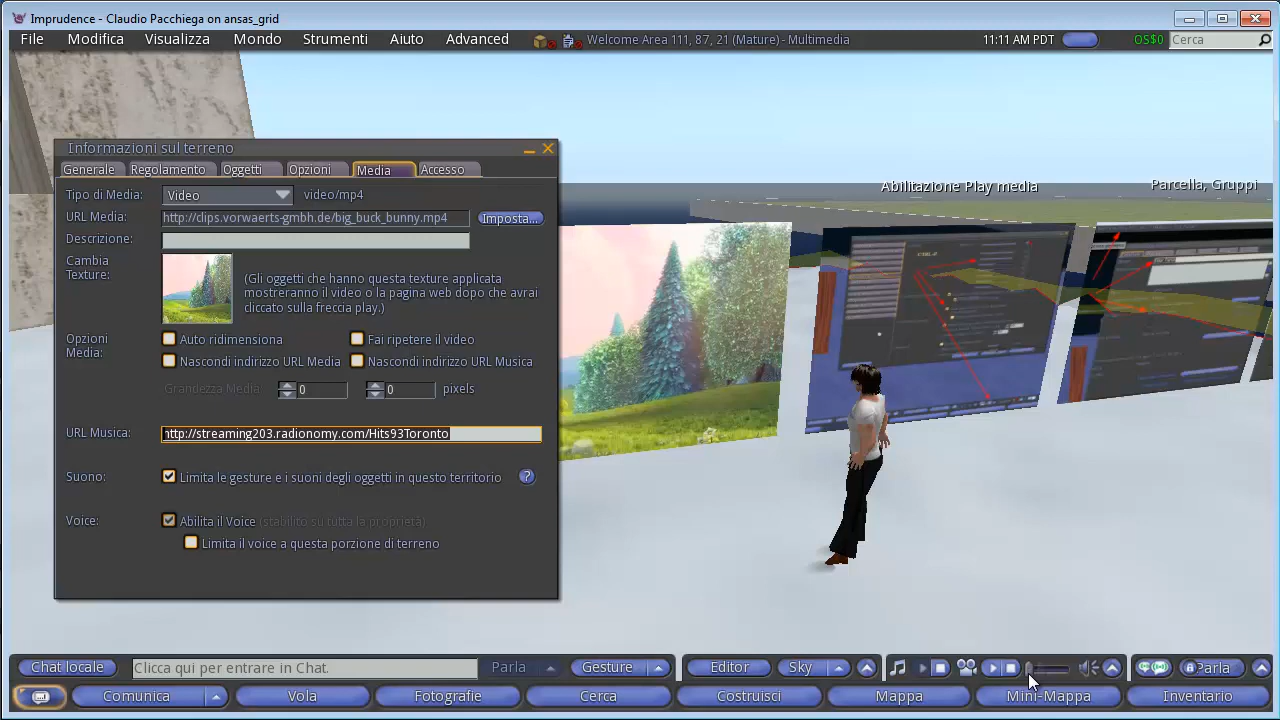 Imprudence - Claudio Pacchiega on ansas_grid
File Modifica Visualizza Mondo Strumenti Aiuto Advanced Welcome Area 111, 87, 21 (Mature) - Multimedia 11:11 AM PDT OS$0 Cerca
Informazioni sul terreno
Generale Regolamento Oggetti Opzioni Media Accesso
Tipo di Media: Video video/mp4
URL Media: http://clips.vorwaerts-gmbh.de/big_buck_bunny.mp4 Imposta...
Descrizione:
Cambia
Texture:
(Gli oggetti che hanno questa texture applicata
mostreranno il video o la pagina web dopo che avrai
cliccato sulla freccia play.)
Opzioni
Media:
Auto ridimensiona Fai ripetere il video
Nascondi indirizzo URL Media Nascondi indirizzo URL Musica
Grandezza Media: 0 0 pixels
URL Musica: http://streaming203.radionomy.com/Hits93Toronto
Suono: Limita le gesture e i suoni degli oggetti in questo territorio ?
Voice: Abilita il Voice (stabilito su tutta la proprietà)
Limita il voice a questa porzione di terreno
Abilitazione Play media
Parcella, Gruppi
Chat locale Clicca qui per entrare in Chat. Parla Gesture Editor Sky Parla
Comunica Vola Fotografie Cerca Costruisci Mappa Mini-Mappa Inventario